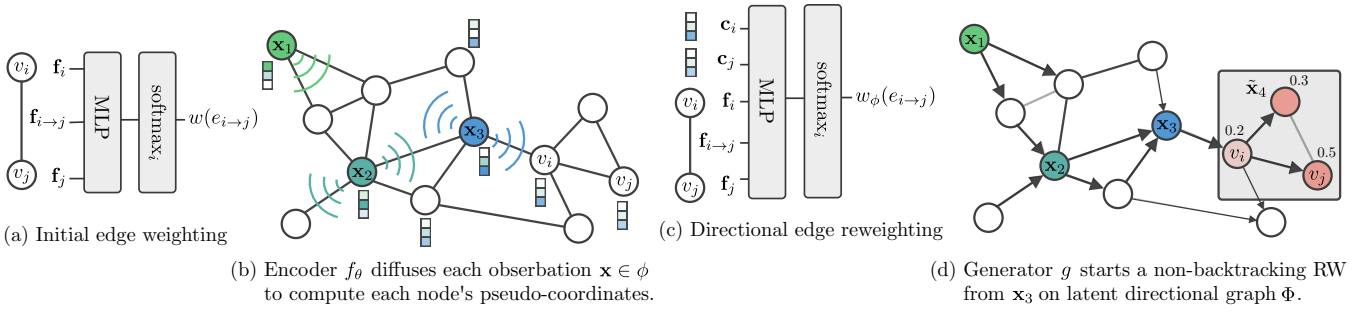 v_i
v_j
f_i
f_{i→j}
f_j
MLP
softmax_i
w(e_{i→j})
(a) Initial edge weighting
x_1
x_2
x_3
v_i
v_j
(b) Encoder f_θ diffuses each obserbation x ∈ ϕ
to compute each node's pseudo-coordinates.
c_i
c_j
v_i
v_j
f_i
f_{i→j}
f_j
MLP
softmax_i
w_ϕ(e_{i→j})
(c) Directional edge reweighting
x_1
x_2
x_3
x̃_4
0.3
0.2
v_i
0.5
v_j
(d) Generator g starts a non-backtracking RW
from x_3 on latent directional graph Φ.